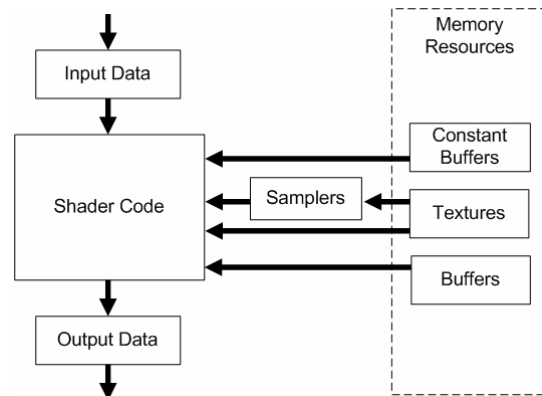 Memory
Resources
Input Data
Constant
Buffers
Shader Code
Samplers
Textures
Buffers
Output Data